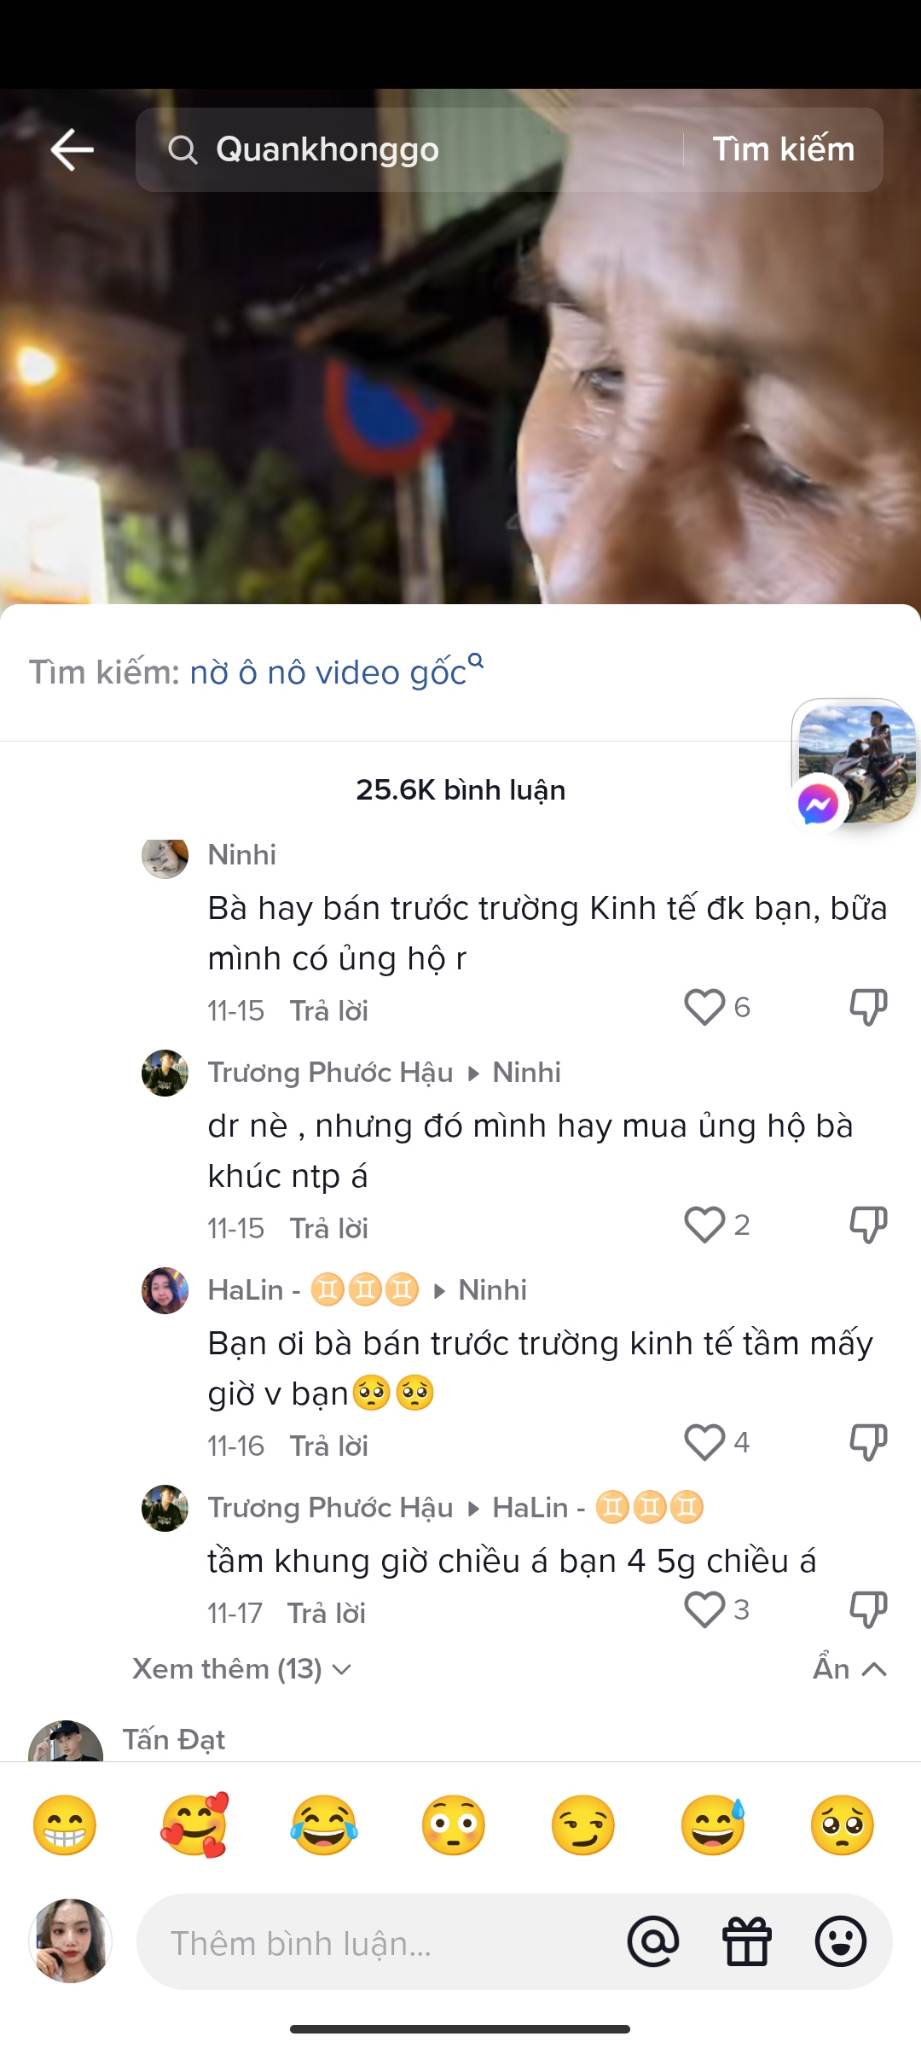 Quankhonggo
Tìm kiếm
Tìm kiếm: nờ ô nô video gốc
25.6K bình luận
Ninhi
Bà hay bán trước trường Kinh tế đk bạn, bữa
mình có ủng hộ r
11-15 Trả lời 6
Trương Phước Hậu ▸ Ninhi
dr nè , nhưng đó mình hay mua ủng hộ bà
khúc ntp á
11-15 Trả lời 2
HaLin - ♊♊♊ ▸ Ninhi
Bạn ơi bà bán trước trường kinh tế tầm mấy
giờ v bạn🥺🥺
11-16 Trả lời 4
Trương Phước Hậu ▸ HaLin - ♊♊♊
tầm khung giờ chiều á bạn 4 5g chiều á
11-17 Trả lời 3
Xem thêm (13) Ẩn
Tấn Đạt
Thêm bình luận...